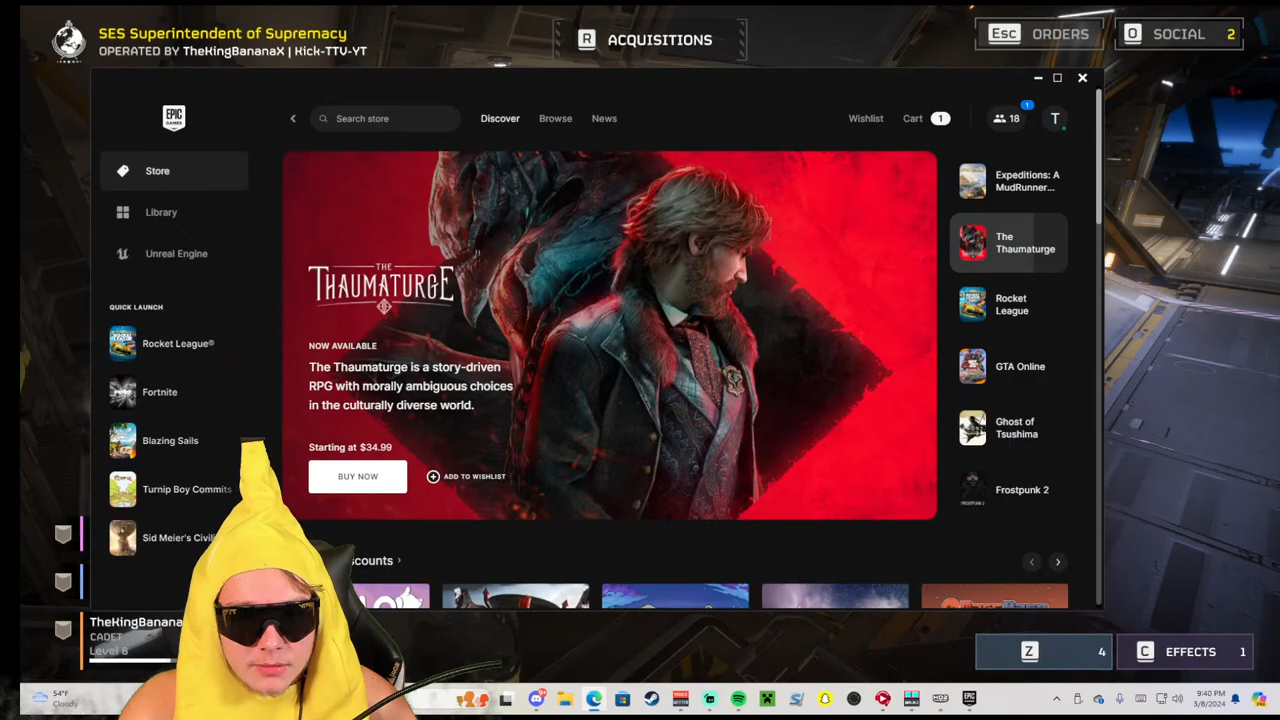 SES Superintendent of Supremacy
OPERATED BY TheKingBananaX | Kick-TTV-YT
R ACQUISITIONS
Esc ORDERS
O SOCIAL 2
EPIC
GAMES
Search store
Discover
Browse
News
Wishlist
Cart 1
18
1
T
Store
Library
Unreal Engine
QUICK LAUNCH
Rocket League®
Fortnite
Blazing Sails
Turnip Boy Commits
Sid Meier's Civili
THE
THAUMATURGE
NOW AVAILABLE
The Thaumaturge is a story-driven
RPG with morally ambiguous choices
in the culturally diverse world.
Starting at $34.99
BUY NOW
ADD TO WISHLIST
Expeditions: A
MudRunner...
The
Thaumaturge
Rocket
League
GTA Online
Ghost of
Tsushima
Frostpunk 2
scounts
TheKingBanana
CADET
Level 8
Z 4
C EFFECTS 1
54°F
Cloudy
9:40 PM
3/8/2024